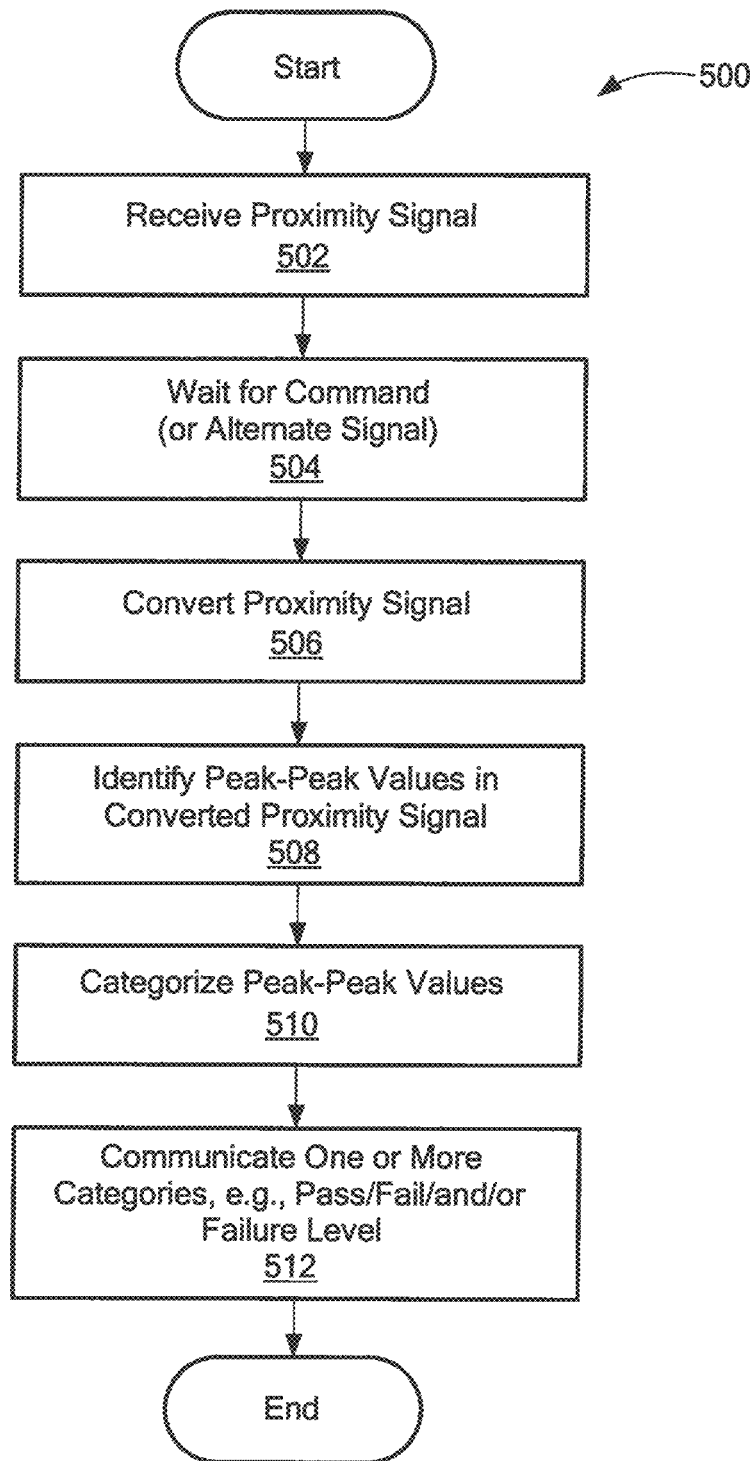 Start
500
Receive Proximity Signal
502
Wait for Command
(or Alternate Signal)
504
Convert Proximity Signal
506
Identify Peak-Peak Values in
Converted Proximity Signal
508
Categorize Peak-Peak Values
510
Communicate One or More
Categories, e.g., Pass/Fail/and/or
Failure Level
512
End